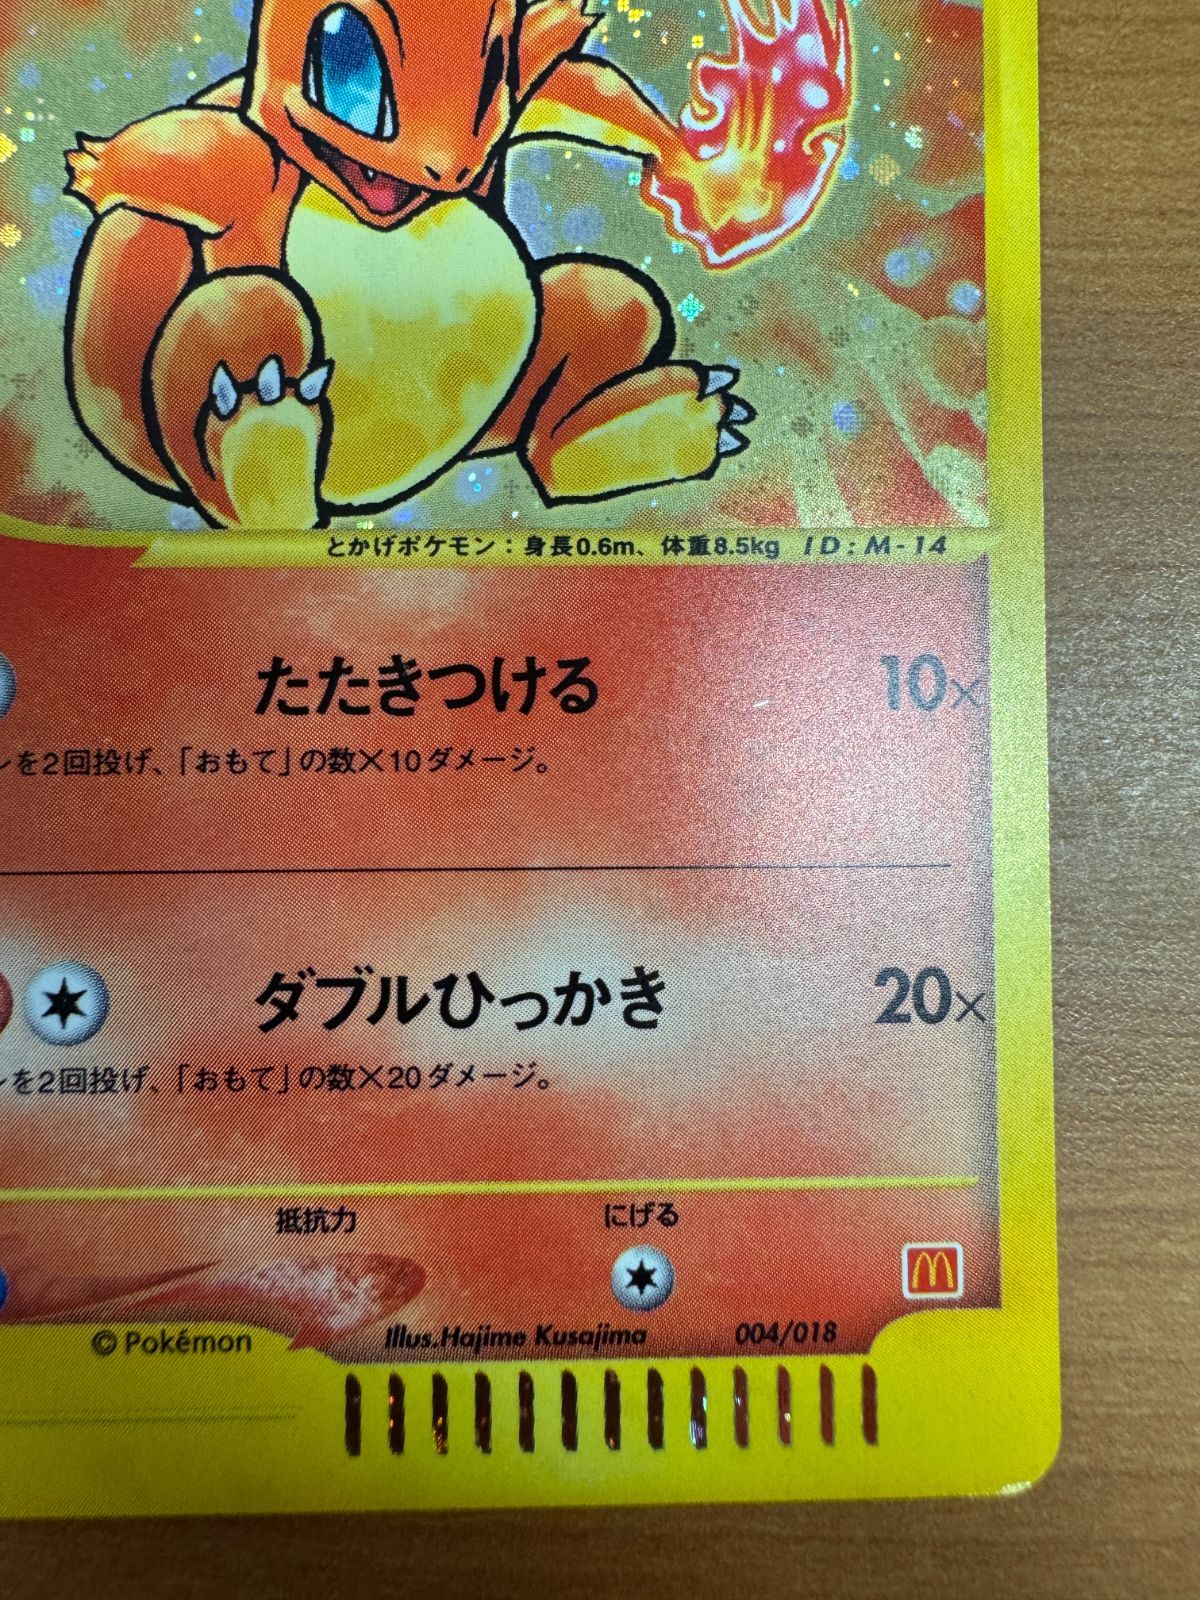 とかげポケモン：身長0.6m、体重8.5kg ID:M-14
たたきつける 10×
を2回投げ、「おもて」の数×10ダメージ。
ダブルひっかき 20×
を2回投げ、「おもて」の数×20ダメージ。
抵抗力 にげる
© Pokémon Illus.Hajime Kusajima 004/018